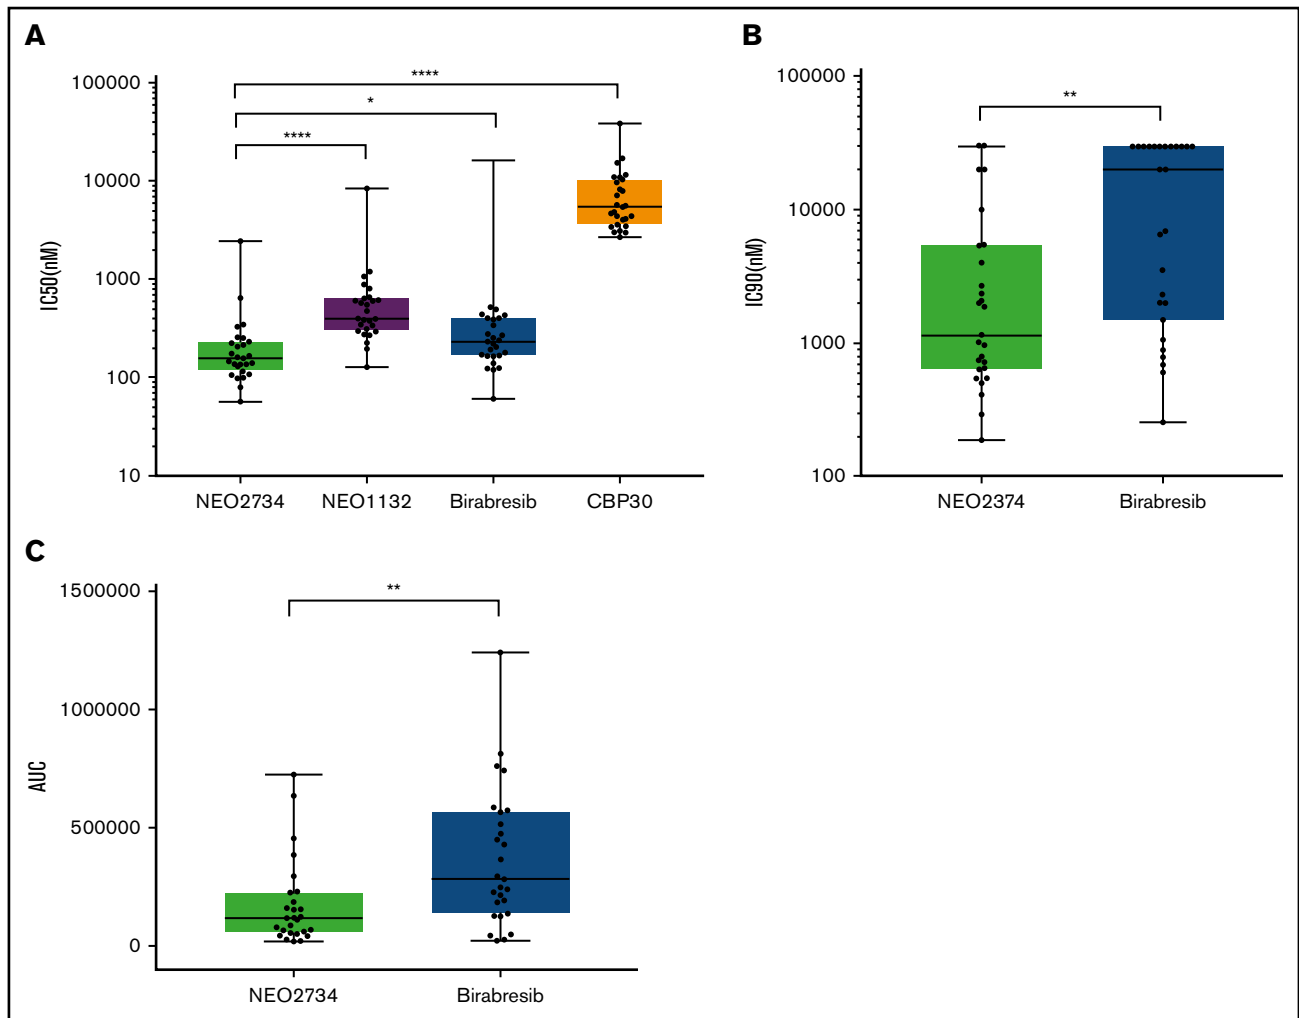 A
100000
10000
1000
100
10
IC50(nM)
****
*
****
NEO2734
NEO1132
Birabresib
CBP30
B
100000
10000
1000
100
IC90(nM)
**
NEO2374
Birabresib
C
1500000
1000000
500000
0
AUC
**
NEO2734
Birabresib